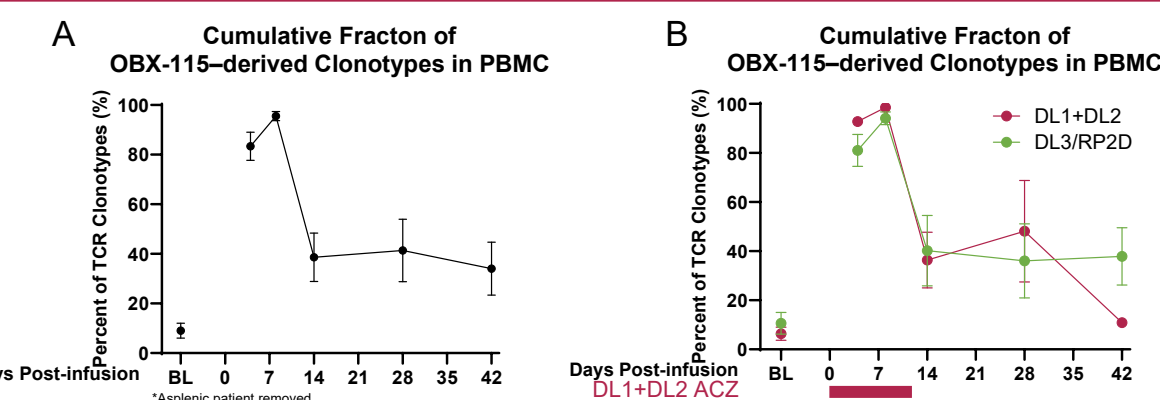 A
Cumulative Fracton of
OBX-115–derived Clonotypes in PBMC
Percent of TCR Clonotypes (%)
100
80
60
40
20
0
Post-infusion
BL 0 7 14 21 28 35 42
*Asplenic patient removed
B
Cumulative Fracton of
OBX-115–derived Clonotypes in PBMC
Percent of TCR Clonotypes (%)
100
80
60
40
20
0
DL1+DL2
DL3/RP2D
Days Post-infusion
BL 0 7 14 21 28 35 42
DL1+DL2 ACZ